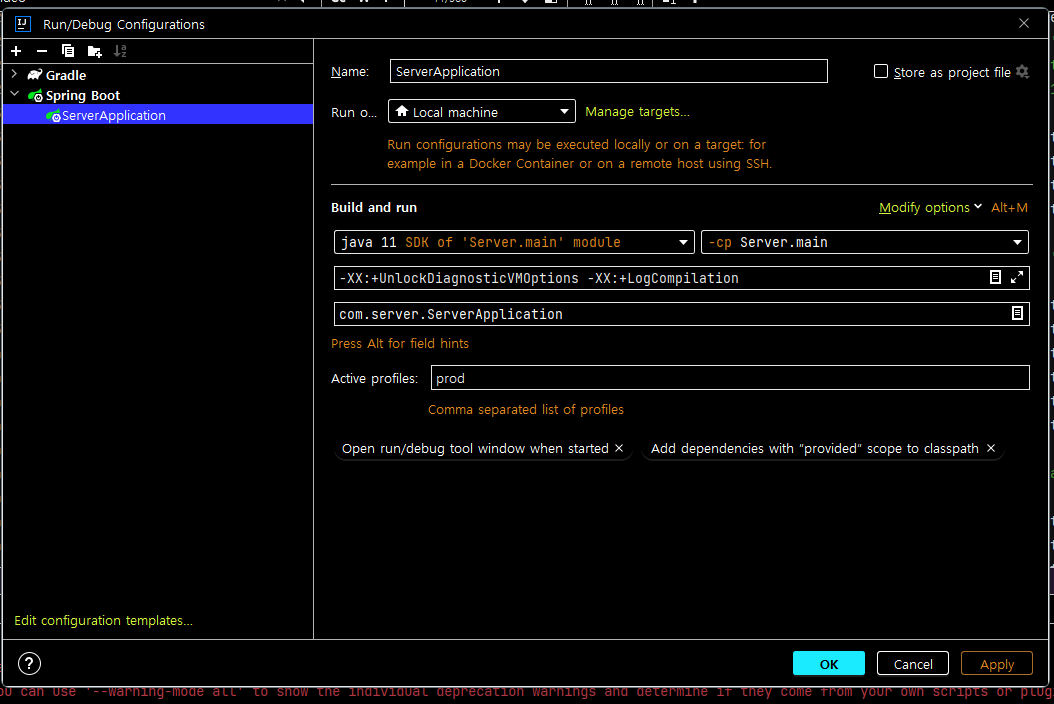 Run/Debug Configurations
Gradle
Spring Boot
ServerApplication
Edit configuration templates...
Name: ServerApplication Store as project file
Run o... Local machine Manage targets...
Run configurations may be executed locally or on a target: for
example in a Docker Container or on a remote host using SSH.
Build and run Modify options Alt+M
java 11 SDK of 'Server.main' module -cp Server.main
-XX:+UnlockDiagnosticVMOptions -XX:+LogCompilation
com.server.ServerApplication
Press Alt for field hints
Active profiles: prod
Comma separated list of profiles
Open run/debug tool window when started × Add dependencies with "provided" scope to classpath ×
? OK Cancel Apply
can use '--warning-mode all' to show the individual deprecation warnings and determine if they come from your own scripts or